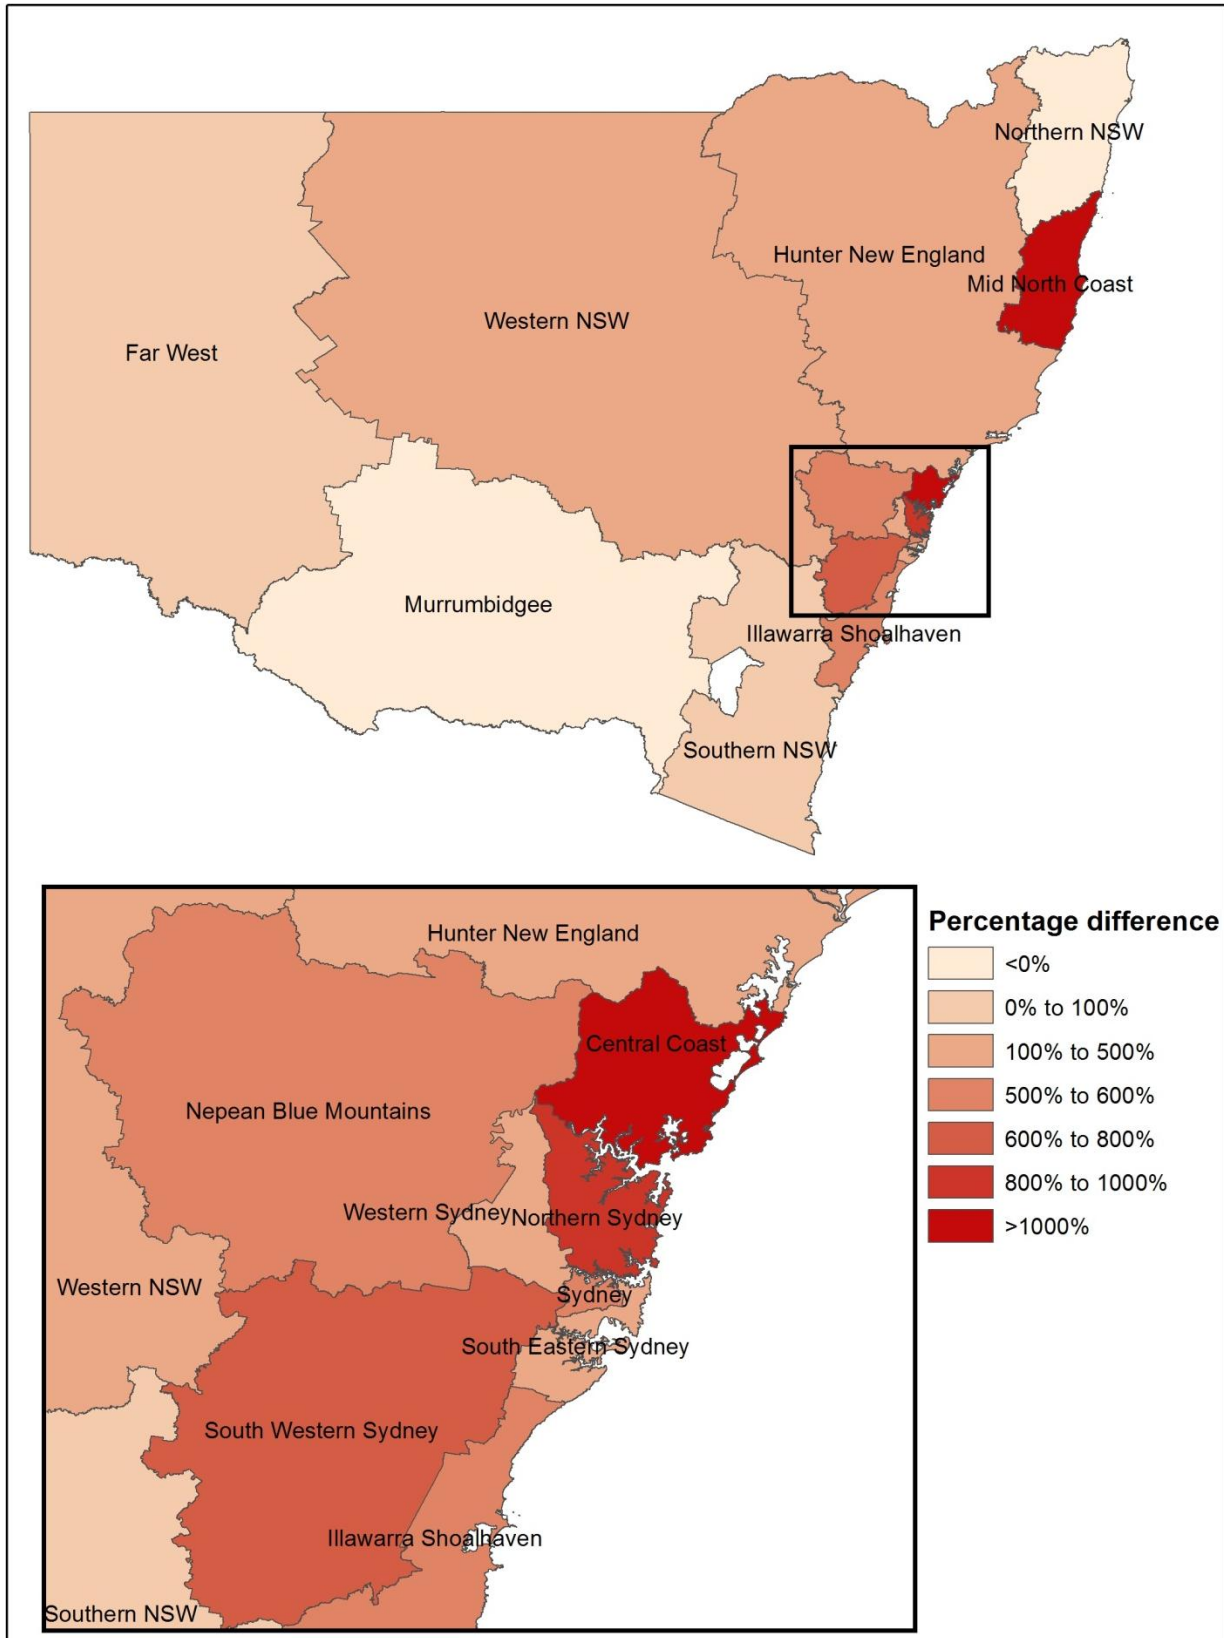 Northern NSW
Hunter New England
Mid North Coast
Western NSW
Far West
Murrumbidgee
Illawarra Shoalhaven
Southern NSW
Hunter New England
Central Coast
Nepean Blue Mountains
Western Sydney
Northern Sydney
Western NSW
Sydney
South Eastern Sydney
South Western Sydney
Illawarra Shoalhaven
Southern NSW
Percentage difference
<0%
0% to 100%
100% to 500%
500% to 600%
600% to 800%
800% to 1000%
>1000%